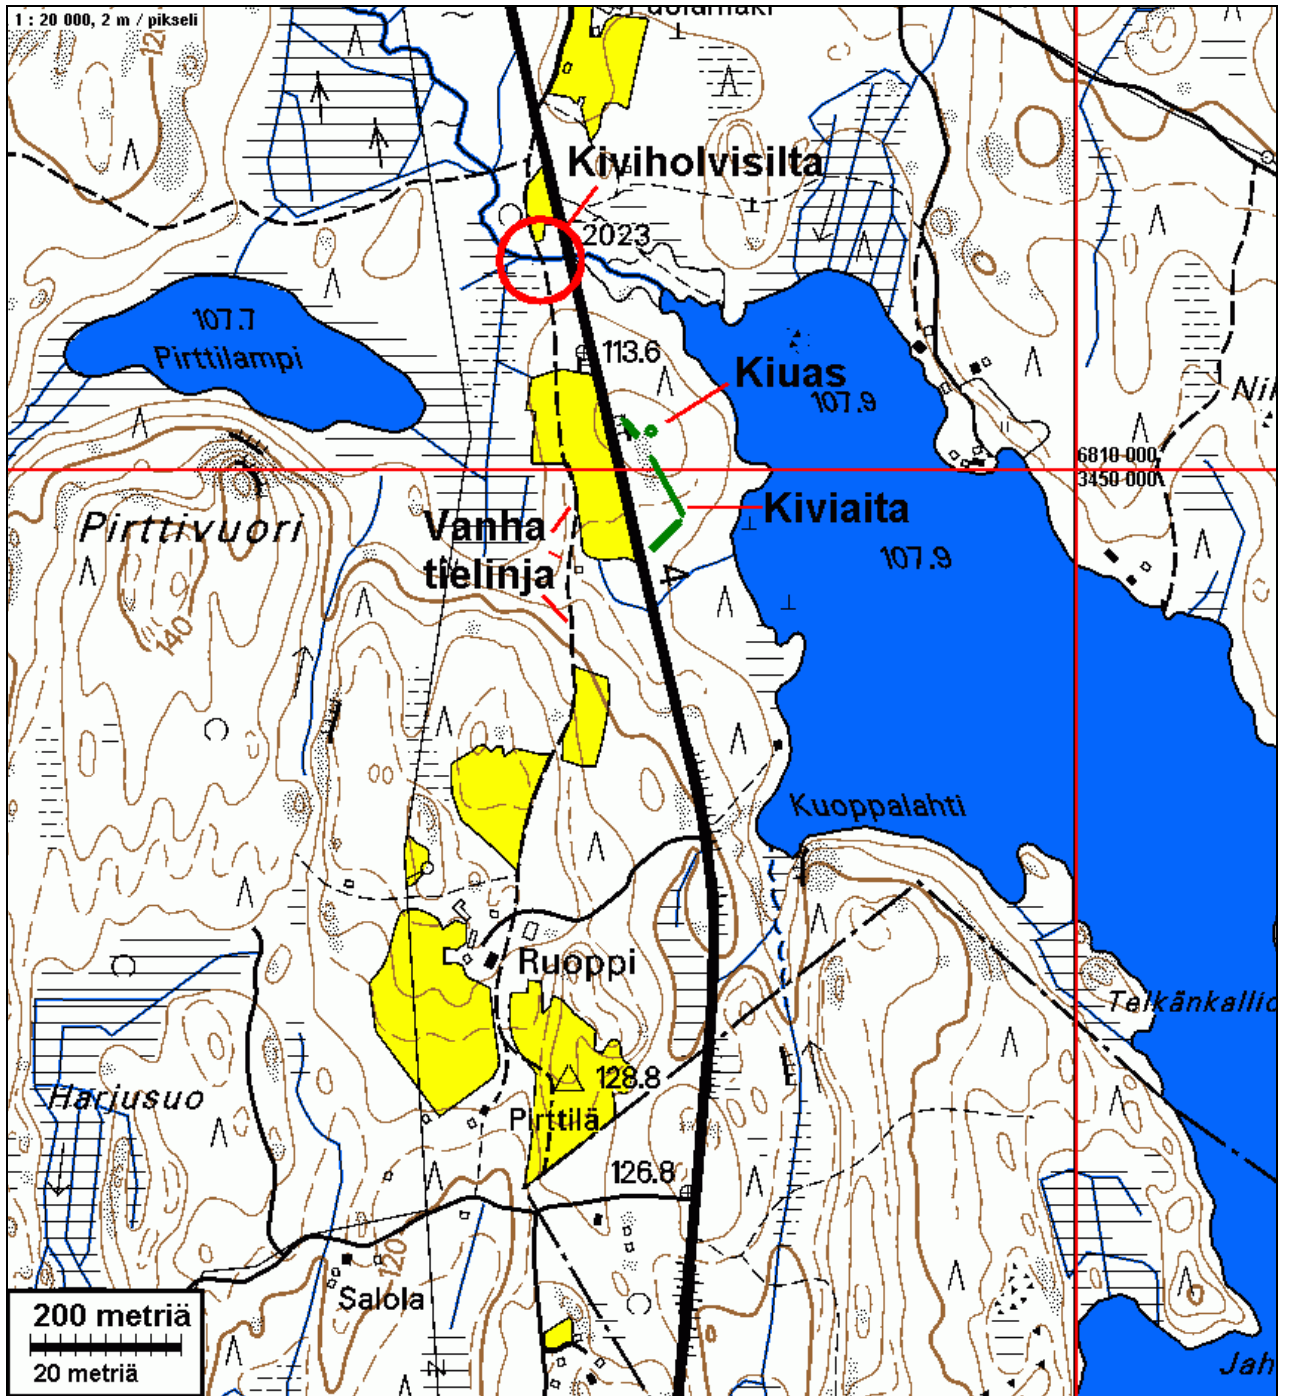 1 : 20 000, 2 m / pikseli
120
Kiviholvisilta
2023
107.7
Pirttilampi
113.6
Kiuas
107.9
6810 000
3450 000
Pirttivuori
Vanha
tielinja
Kiviaita
107.9
4
140
Kuoppalahti
Ruoppi
Telkänkallio
Harjusuo
128.8
Pirttilä
126.8
120
Salola
200 metriä
20 metriä